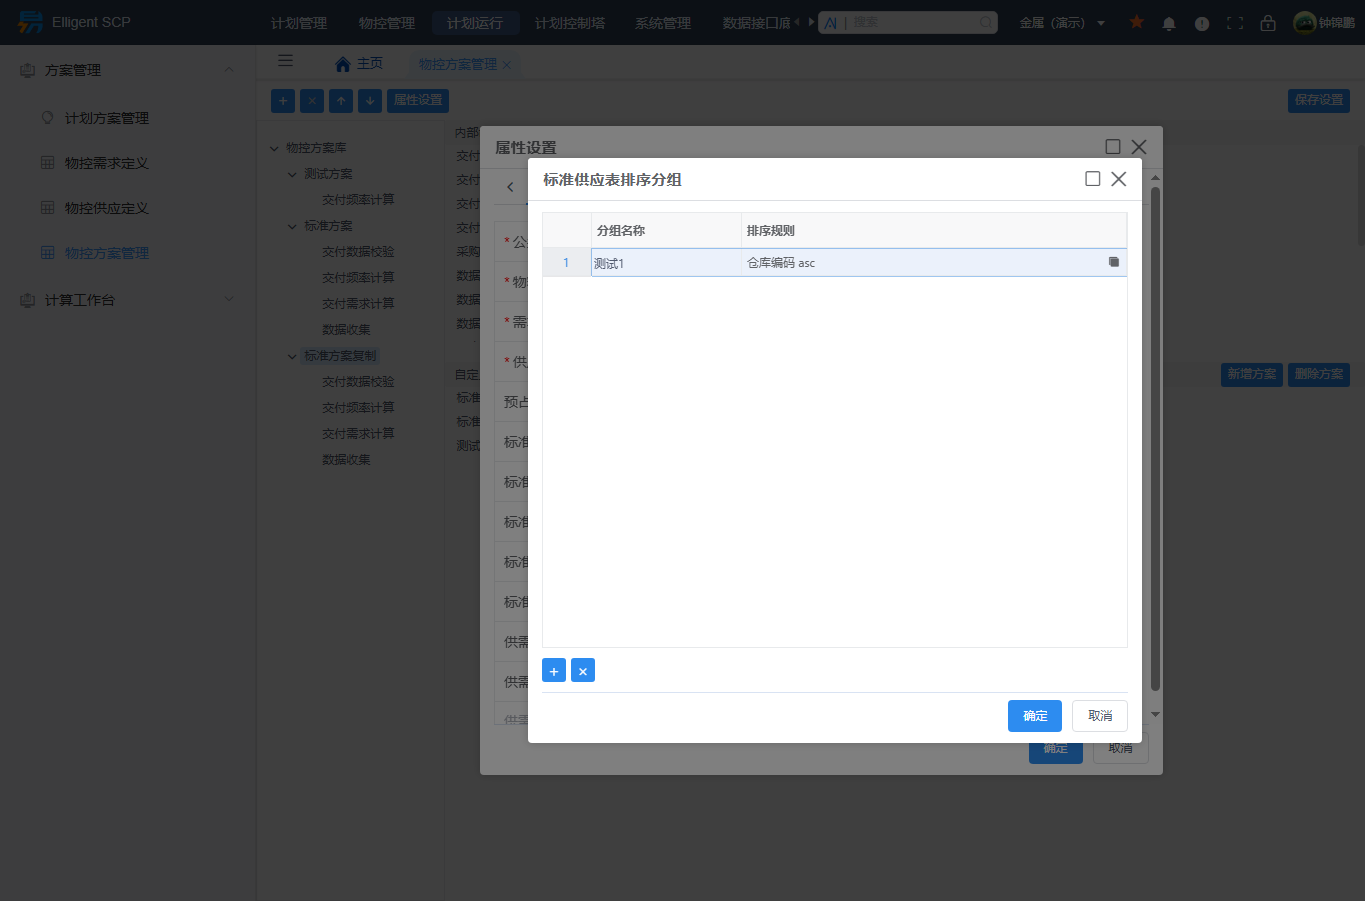 Elligent SCP
计划管理
物控管理
计划运行
计划控制塔
系统管理
数据接口
AI | 搜索
金属（演示）
钟锦鹏
方案管理
主页
物控方案管理
属性设置
保存设置
计划方案管理
物控需求定义
物控供应定义
物控方案管理
计算工作台
物控方案库
测试方案
交付频率计算
标准方案
交付数据校验
交付频率计算
交付需求计算
数据收集
标准方案复制
交付数据校验
交付频率计算
交付需求计算
数据收集
内部
交付
交付
交付
交付
采购
数据
数据
数据
自定
标准
标准
测试
新增方案
删除方案
属性设置
* 公
* 物
* 需
* 供
预占
标准
标准
标准
标准
标准
供需
供需
供需
确定
取消
标准供应表排序分组
分组名称
排序规则
1
测试1
仓库编码 asc
确定
取消